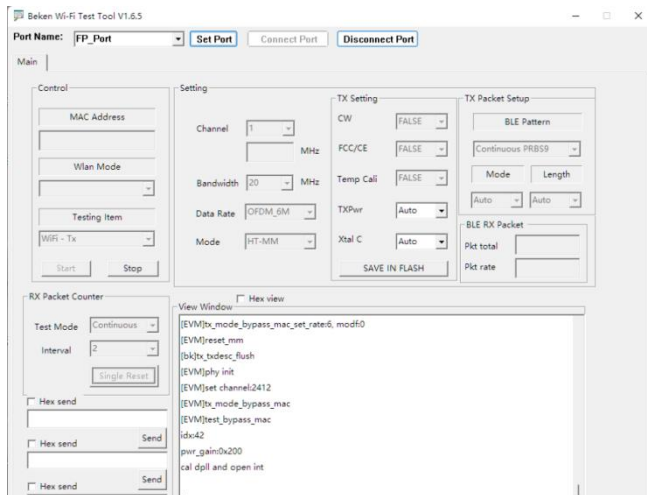 Beken Wi-Fi Test Tool V1.6.5
Port Name: FP_Port Set Port Connect Port Disconnect Port
Main
Control
MAC Address
Wlan Mode
Testing Item
WiFi - Tx
Start Stop
Setting
Channel 1
MHz
Bandwidth 20 MHz
Data Rate OFDM_6M
Mode HT-MM
TX Setting
CW FALSE
FCC/CE FALSE
Temp Cali FALSE
TXPwr Auto
Xtal C Auto
SAVE IN FLASH
TX Packet Setup
BLE Pattern
Continuous PRBS9
Mode Length
Auto Auto
BLE RX Packet
Pkt total
Pkt rate
RX Packet Counter
Test Mode Continuous
Interval 2
Single Reset
Hex send
Send
Hex send
Send
Hex send
Hex view
View Window
[EVM]tx_mode_bypass_mac_set_rate:6, modf:0
[EVM]reset_mm
[bk]tx_txdesc_flush
[EVM]phy init
[EVM]set channel:2412
[EVM]tx_mode_bypass_mac
[EVM]test_bypass_mac
idx:42
pwr_gain:0x200
cal dpll and open int